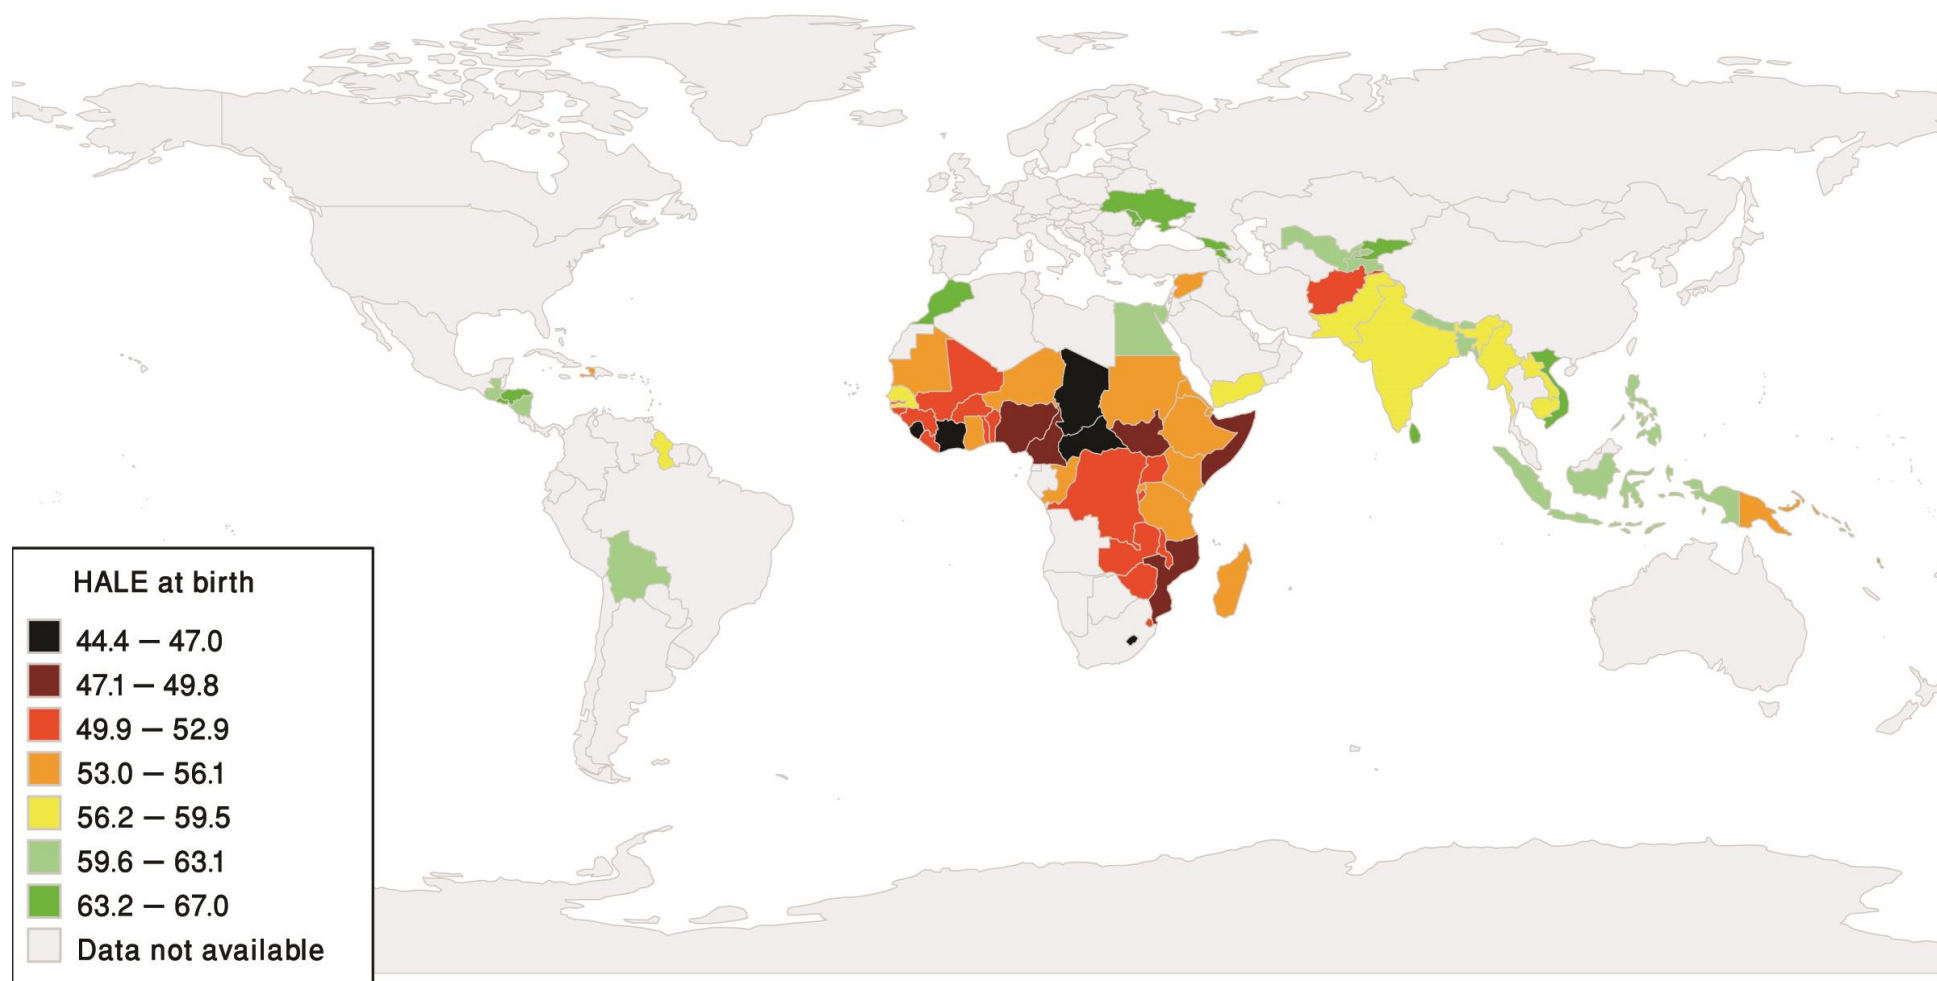 HALE at birth
44.4 – 47.0
47.1 – 49.8
49.9 – 52.9
53.0 – 56.1
56.2 – 59.5
59.6 – 63.1
63.2 – 67.0
Data not available